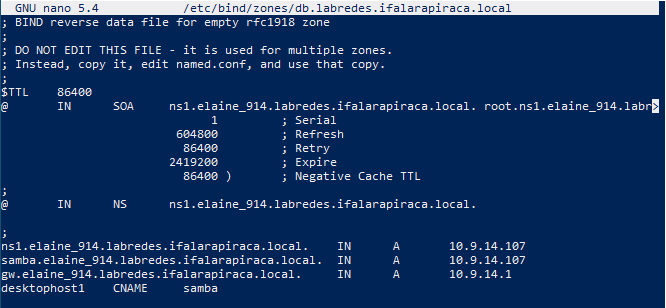 GNU nano 5.4 /etc/bind/zones/db.labredes.ifalarapiraca.local
; BIND reverse data file for empty rfc1918 zone
;
; DO NOT EDIT THIS FILE - it is used for multiple zones.
; Instead, copy it, edit named.conf, and use that copy.
;
$TTL 86400
@ IN SOA ns1.elaine_914.labredes.ifalarapiraca.local. root.ns1.elaine_914.labr>
1 ; Serial
604800 ; Refresh
86400 ; Retry
2419200 ; Expire
86400 ) ; Negative Cache TTL
;
@ IN NS ns1.elaine_914.labredes.ifalarapiraca.local.
;
ns1.elaine_914.labredes.ifalarapiraca.local. IN A 10.9.14.107
samba.elaine_914.labredes.ifalarapiraca.local. IN A 10.9.14.107
gw.elaine_914.labredes.ifalarapiraca.local. IN A 10.9.14.1
desktophost1 CNAME samba